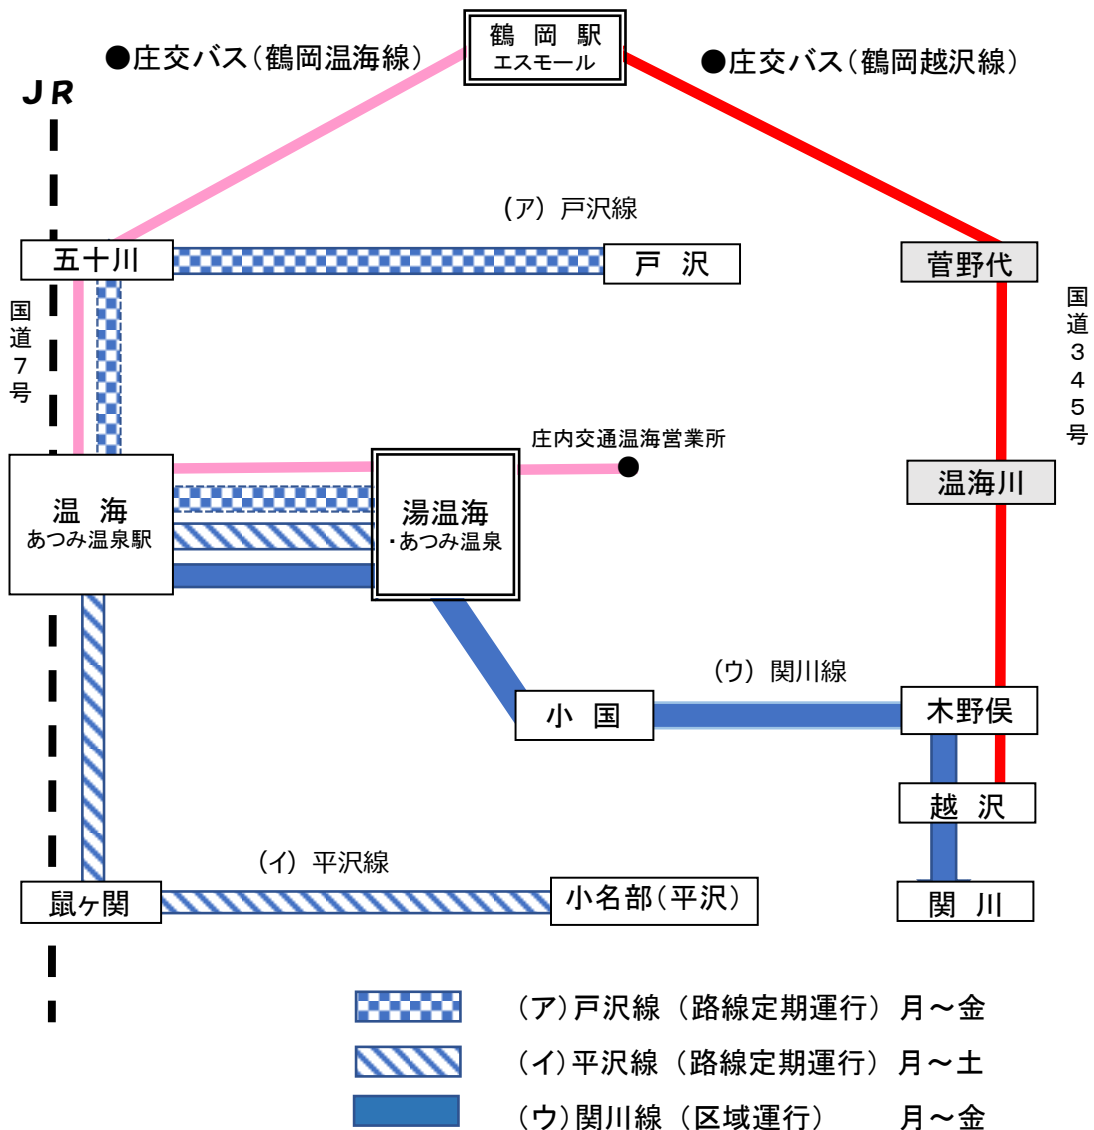 鶴岡駅
エスモール
●庄交バス（鶴岡温海線）
●庄交バス（鶴岡越沢線）
JR
（ア）戸沢線
五十川
戸沢
菅野代
国道7号
国道345号
庄内交通温海営業所
温海
あつみ温泉駅
湯温海
・あつみ温泉
温海川
（ウ）関川線
小国
木野俣
越沢
（イ）平沢線
鼠ヶ関
小名部（平沢）
関川
（ア）戸沢線（路線定期運行）月～金
（イ）平沢線（路線定期運行）月～土
（ウ）関川線（区域運行）　月～金